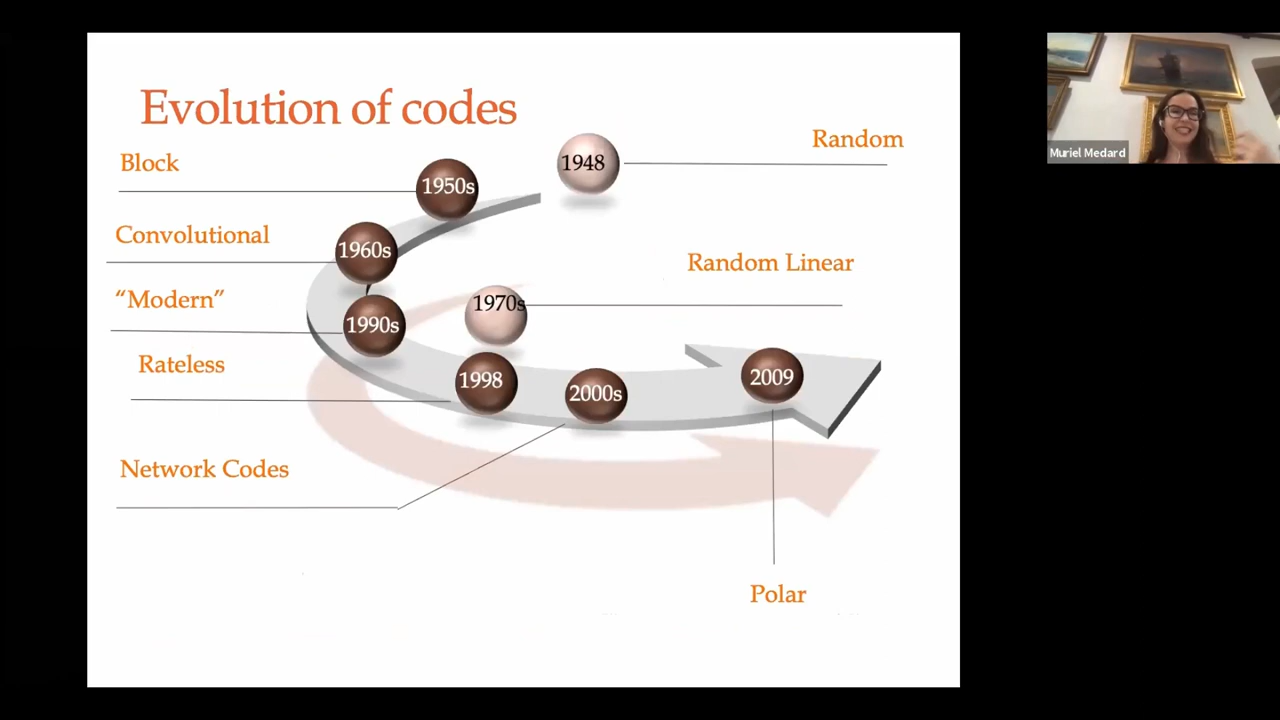 Evolution of codes
Block
1950s
1948
Random
Convolutional
1960s
Random Linear
“Modern”
1990s
1970s
Rateless
1998
2000s
2009
Network Codes
Polar
Muriel Medard